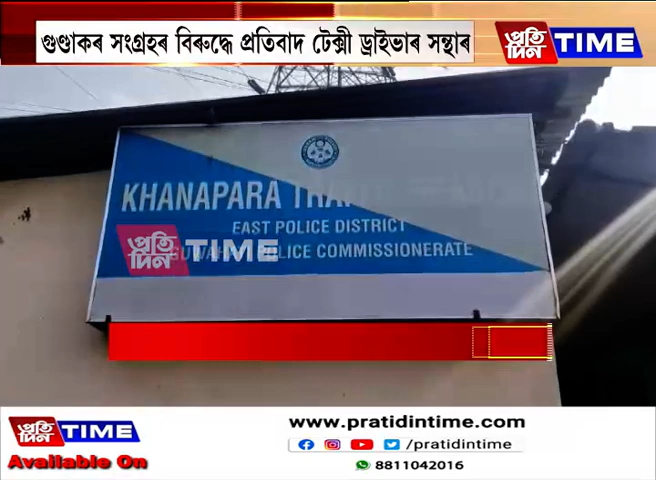 গুণ্ডাকৰ সংগ্ৰহৰ বিৰুদ্ধে প্ৰতিবাদ টেক্সী ড্ৰাইভাৰ সন্থাৰ
প্ৰতিদিন TIME
KHANAPARA
EAST POLICE DISTRICT
প্ৰতিদিন TIME
POLICE COMMISSIONERATE
প্ৰতিদিন TIME
Available On
www.pratidintime.com
/pratidintime
8811042016